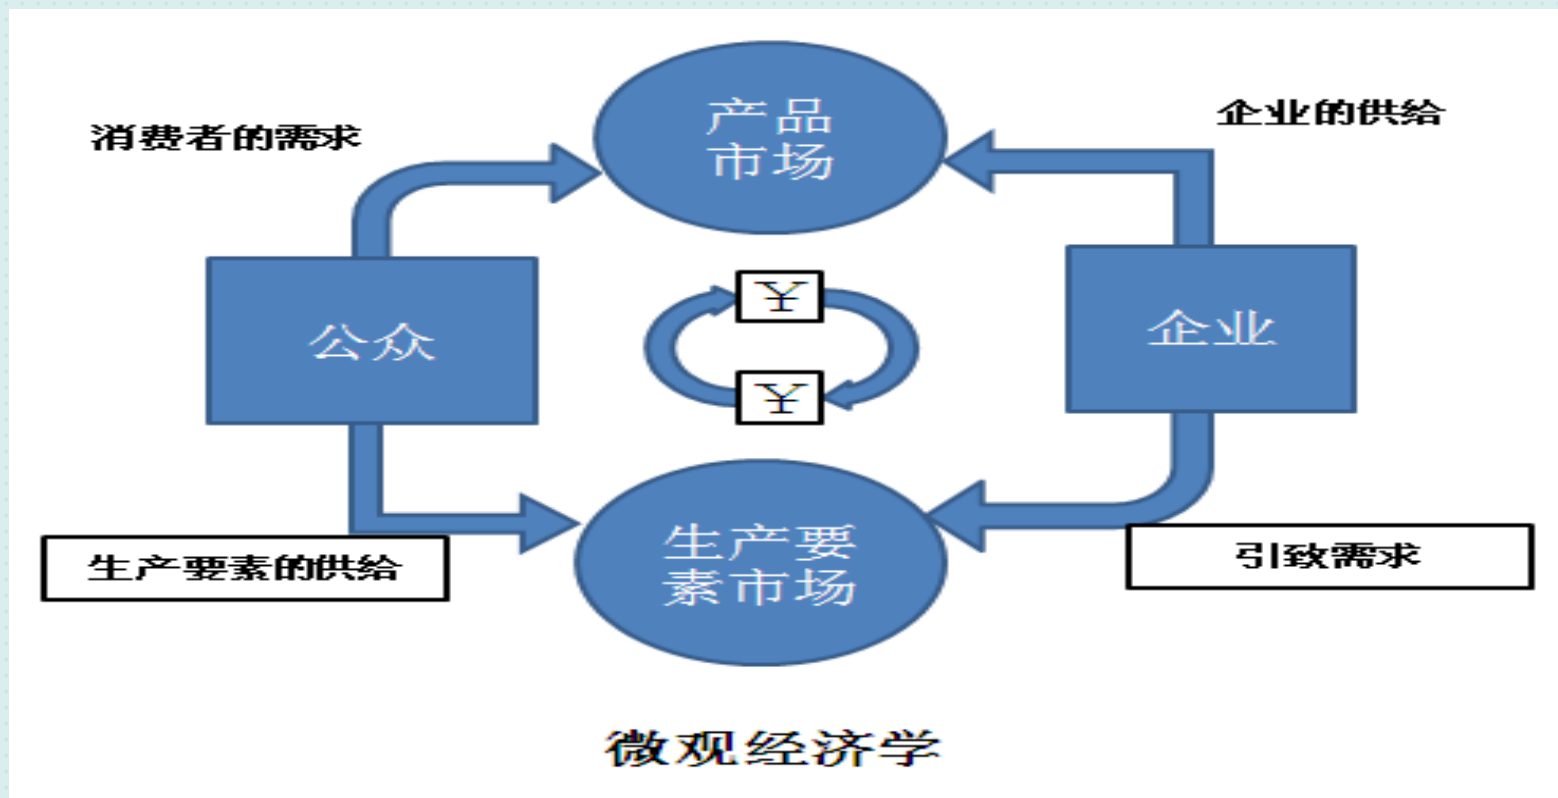 企业的供给
消费者的需求
产品
市场
¥
公众
企业
¥
生产要
素市场
生产要素的供给
引致需求
微观经济学